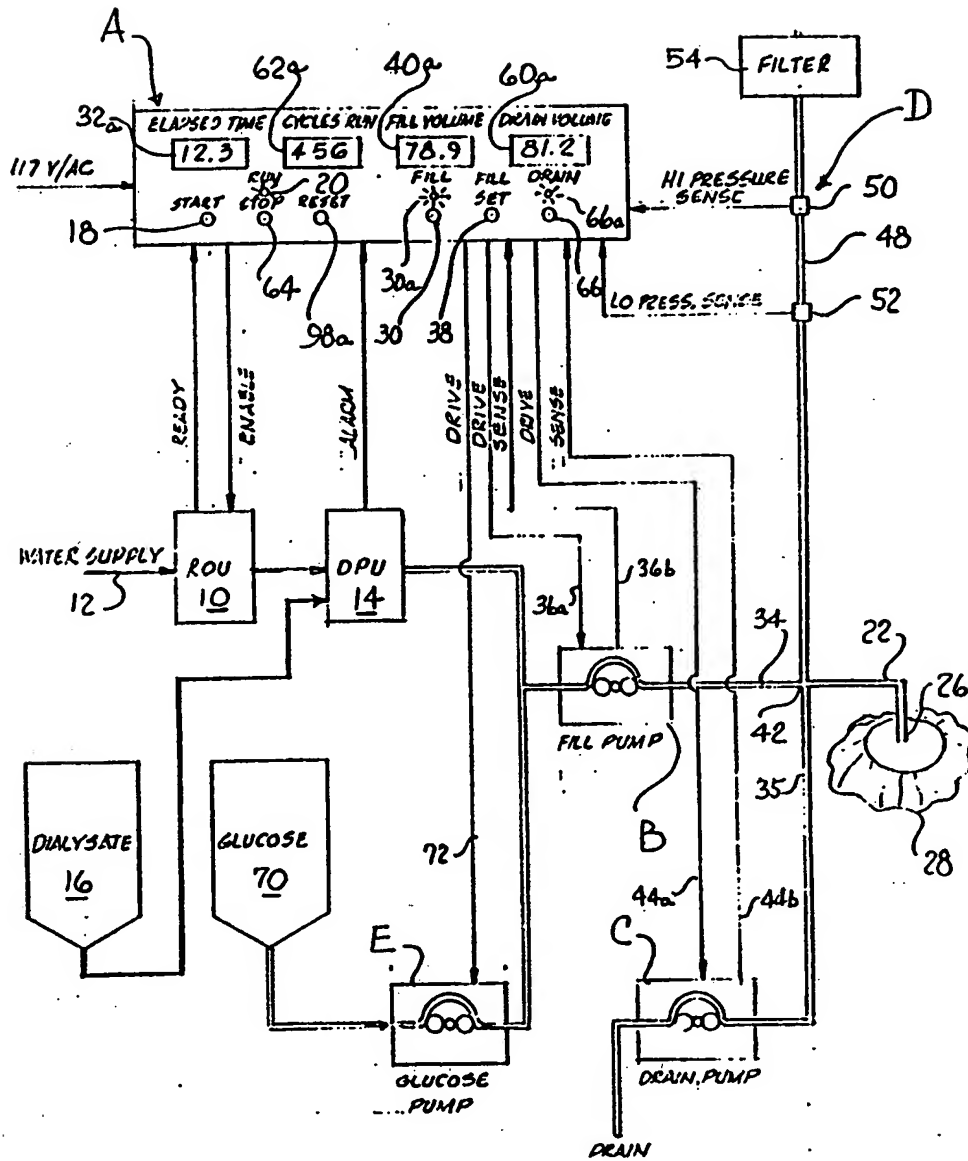 A
62a
40a
60a
54
FILTER
32a
ELAPSED TIME CYCLES RUN FILL VOLUME DRAIN VOLUME
D
12.3
456
78.9
81.2
117 V/AC
RUN
20
FILL
FILL
DRAIN
HI PRESSURE
SENSE
50
START
STOP
RESET
SET
66a
18
48
64
98a
30a
30
38
66
LO PRESS. SENSE
52
READY
ENABLE
ALARM
DRIVE
DRIVE
SENSE
DRIVE
SENSE
WATER SUPPLY
12
ROU
10
DPU
14
36a
36b
34
22
26
42
FILL PUMP
35
28
DIALYSATE
16
GLUCOSE
70
72
B
44a
44b
E
C
GLUCOSE
PUMP
DRAIN PUMP
DRAIN